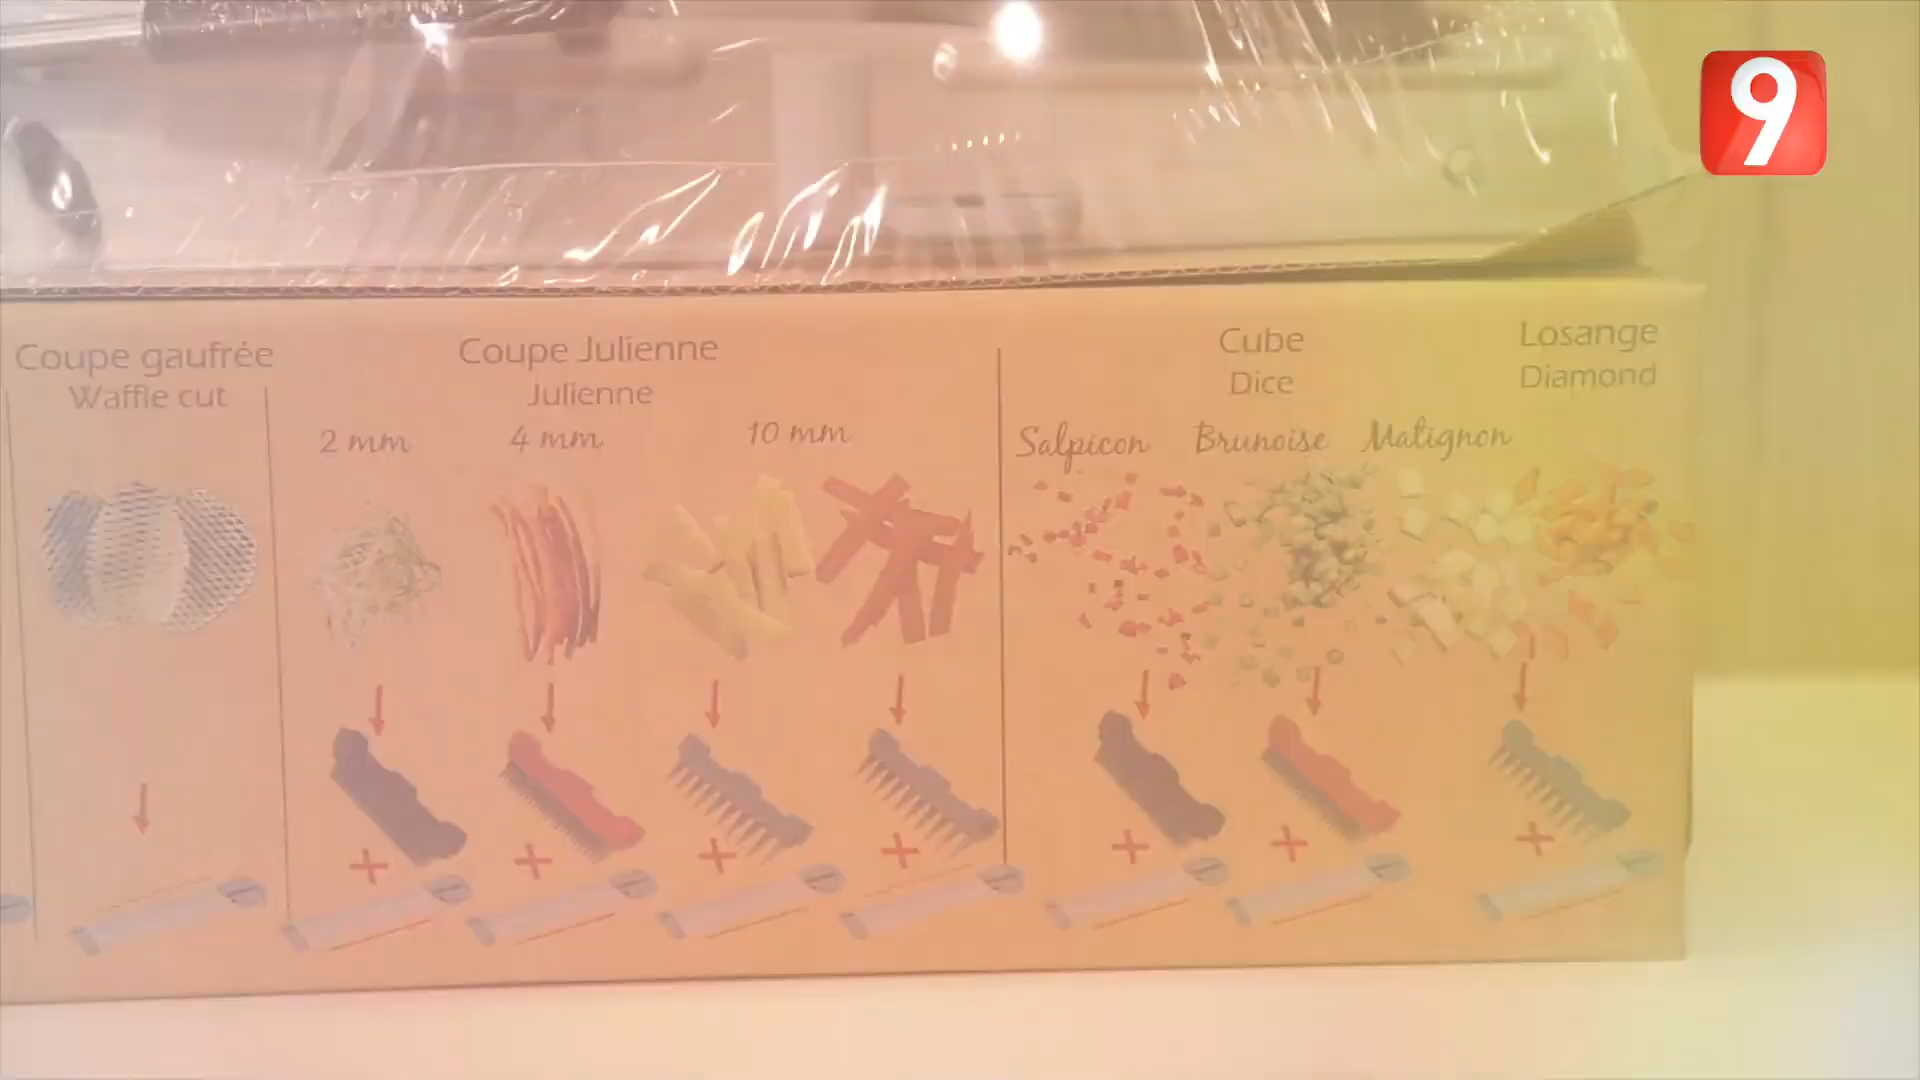 9
Coupe gaufrée
Waffle cut
Coupe Julienne
Julienne
2 mm
4 mm
10 mm
Cube
Dice
Losange
Diamond
Salpicon
Brunoise
Matignon